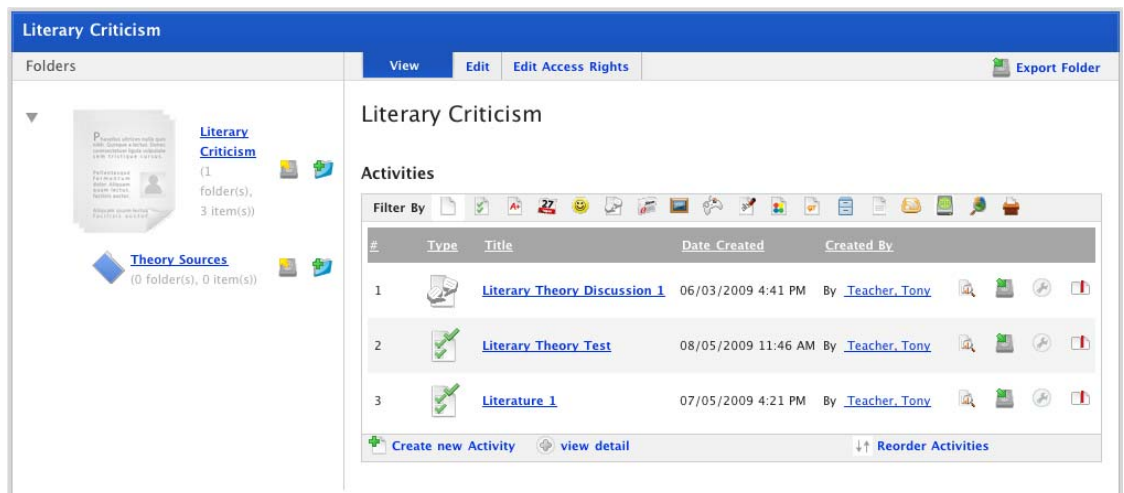 Literary Criticism
Folders
View Edit Edit Access Rights Export Folder
Literary
Criticism
(1
folder(s),
3 item(s))
Theory Sources
(0 folder(s), 0 item(s))
Literary Criticism
Activities
Filter By
# Type Title Date Created Created By
1 Literary Theory Discussion 1 06/03/2009 4:41 PM By Teacher, Tony
2 Literary Theory Test 08/05/2009 11:46 AM By Teacher, Tony
3 Literature 1 07/05/2009 4:21 PM By Teacher, Tony
Create new Activity view detail Reorder Activities